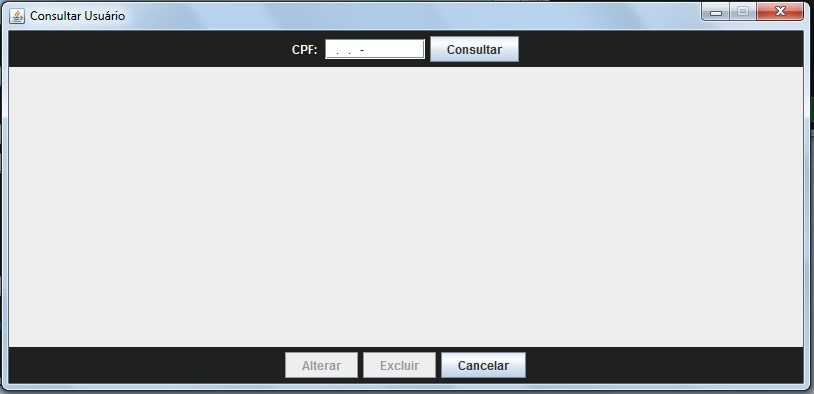 Consultar Usuário
CPF: . . - Consultar
Alterar Excluir Cancelar